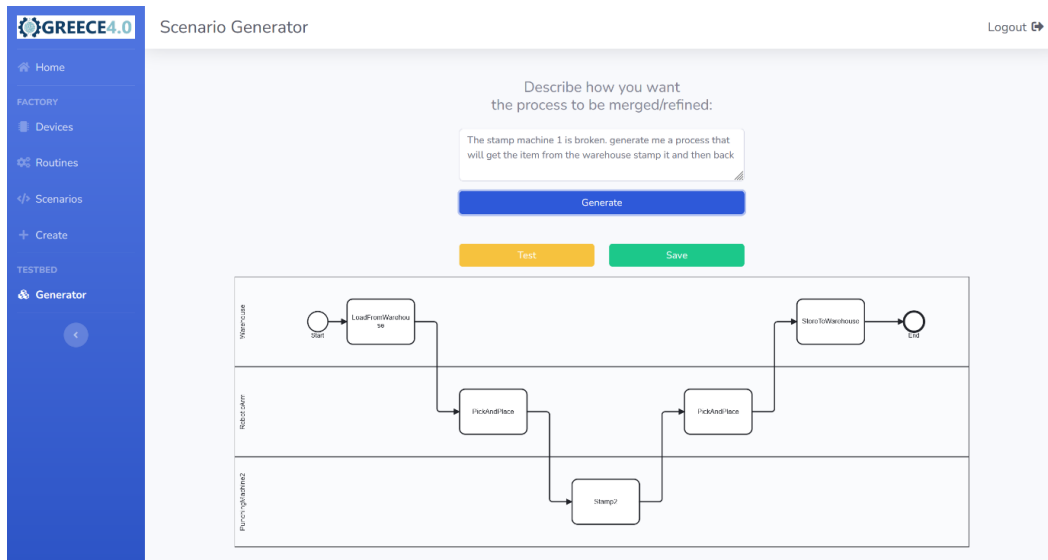 GREECE4.0
Scenario Generator
Logout
Home
FACTORY
Devices
Routines
Scenarios
Create
TESTBED
Generator
Describe how you want
the process to be merged/refined:
The stamp machine 1 is broken. generate me a process that
will get the item from the warehouse stamp it and then back
Generate
Test
Save
Warehouse
Start
LoadFromWarehou
se
StoreToWarehouse
End
RoboticArm
PickAndPlace
PickAndPlace
PunchingMachine2
Stamp2